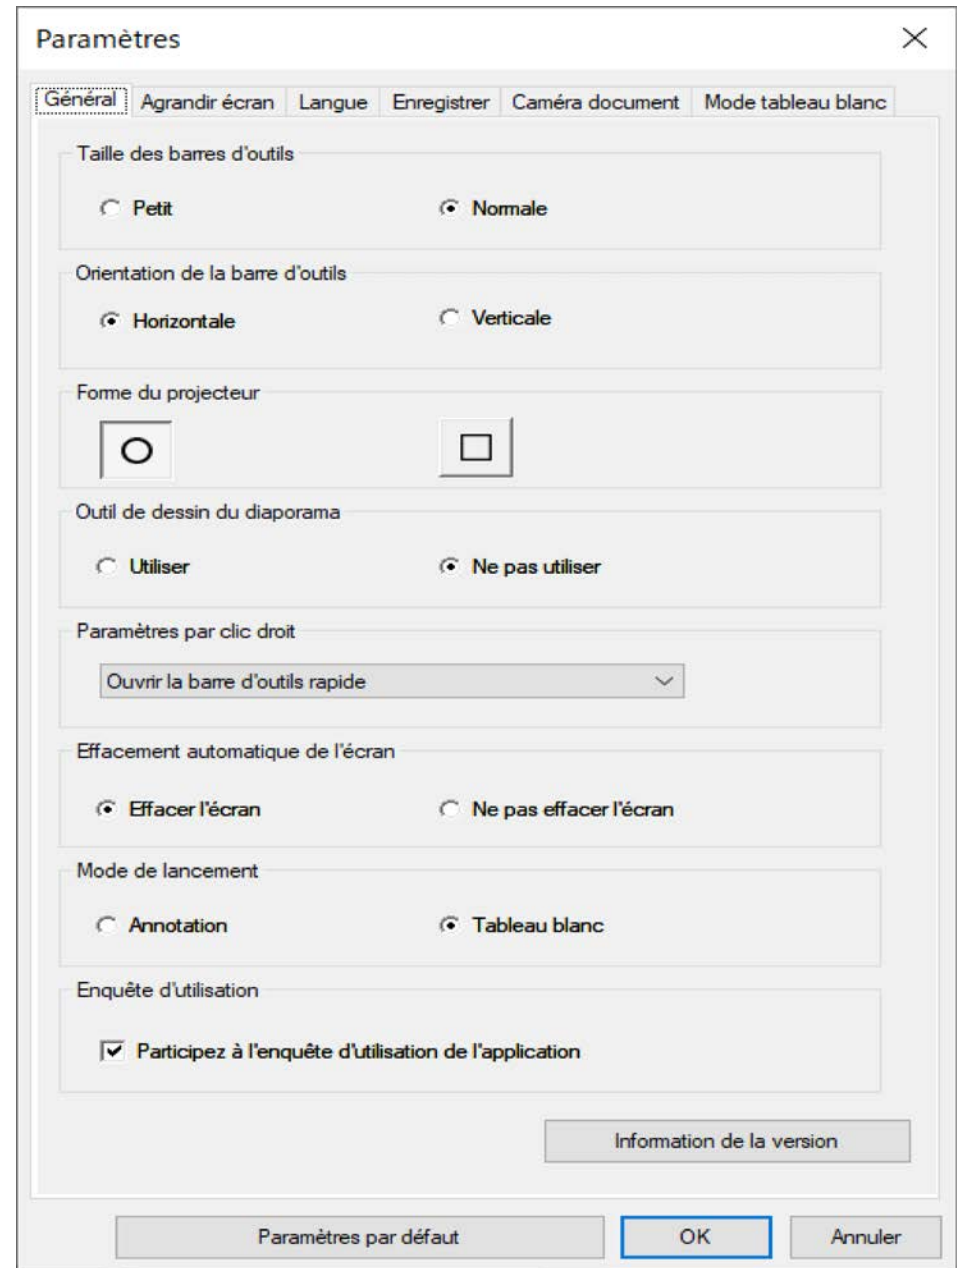 Paramètres
Général Agrandir écran Langue Enregistrer Caméra document Mode tableau blanc
Taille des barres d'outils
Petit Normale
Orientation de la barre d'outils
Horizontale Verticale
Forme du projecteur
Outil de dessin du diaporama
Utiliser Ne pas utiliser
Paramètres par clic droit
Ouvrir la barre d'outils rapide
Effacement automatique de l'écran
Effacer l'écran Ne pas effacer l'écran
Mode de lancement
Annotation Tableau blanc
Enquête d'utilisation
Participez à l'enquête d'utilisation de l'application
Information de la version
Paramètres par défaut OK Annuler